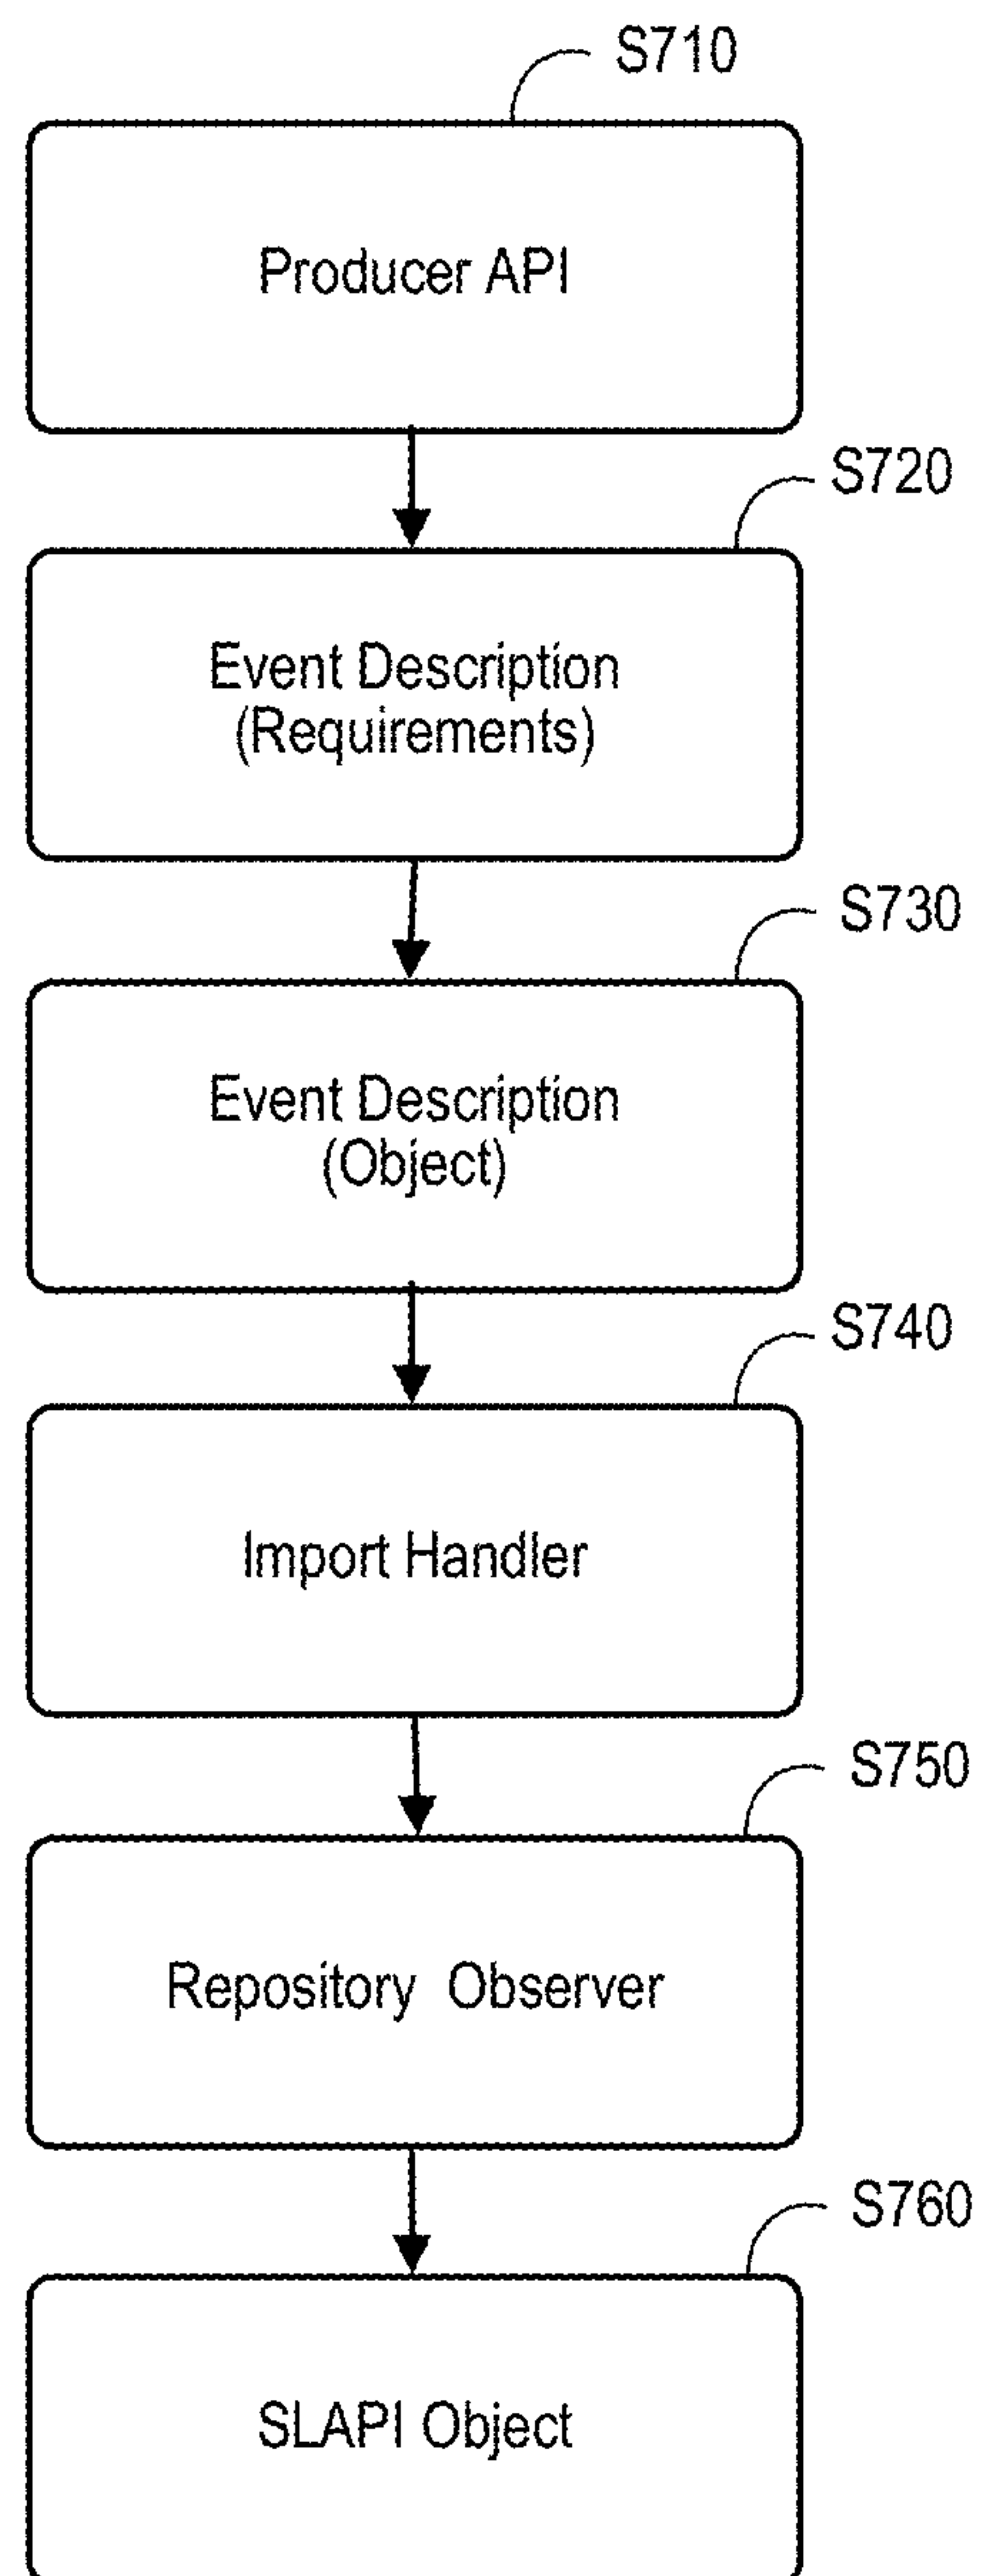 S710
Producer API
S720
Event Description
(Requirements)
S730
Event Description
(Object)
S740
Import Handler
S750
Repository Observer
S760
SLAPI Object